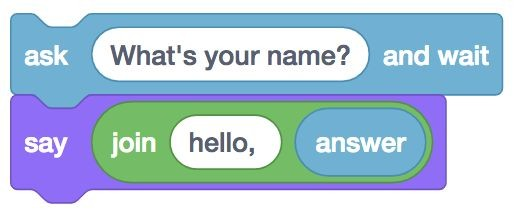 ask What's your name? and wait
say join hello, answer